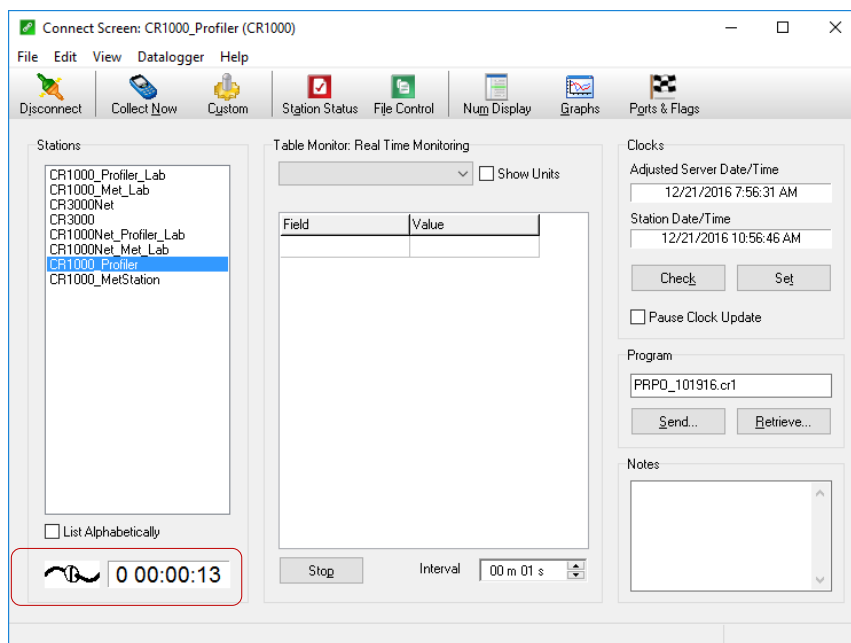 Connect Screen: CR1000_Profiler (CR1000)
File Edit View Datalogger Help
Disconnect Collect Now Custom Station Status File Control Num Display Graphs Ports & Flags
Stations
CR1000_Profiler_Lab
CR1000_Met_Lab
CR3000Net
CR3000
CR1000Net_Profiler_Lab
CR1000Net_Met_Lab
CR1000_Profiler
CR1000_MetStation
List Alphabetically
0 00:00:13
Table Monitor: Real Time Monitoring
Show Units
Field Value
Stop Interval 00 m 01 s
Clocks
Adjusted Server Date/Time
12/21/2016 7:56:31 AM
Station Date/Time
12/21/2016 10:56:46 AM
Check Set
Pause Clock Update
Program
PRPO_101916.cr1
Send... Retrieve...
Notes